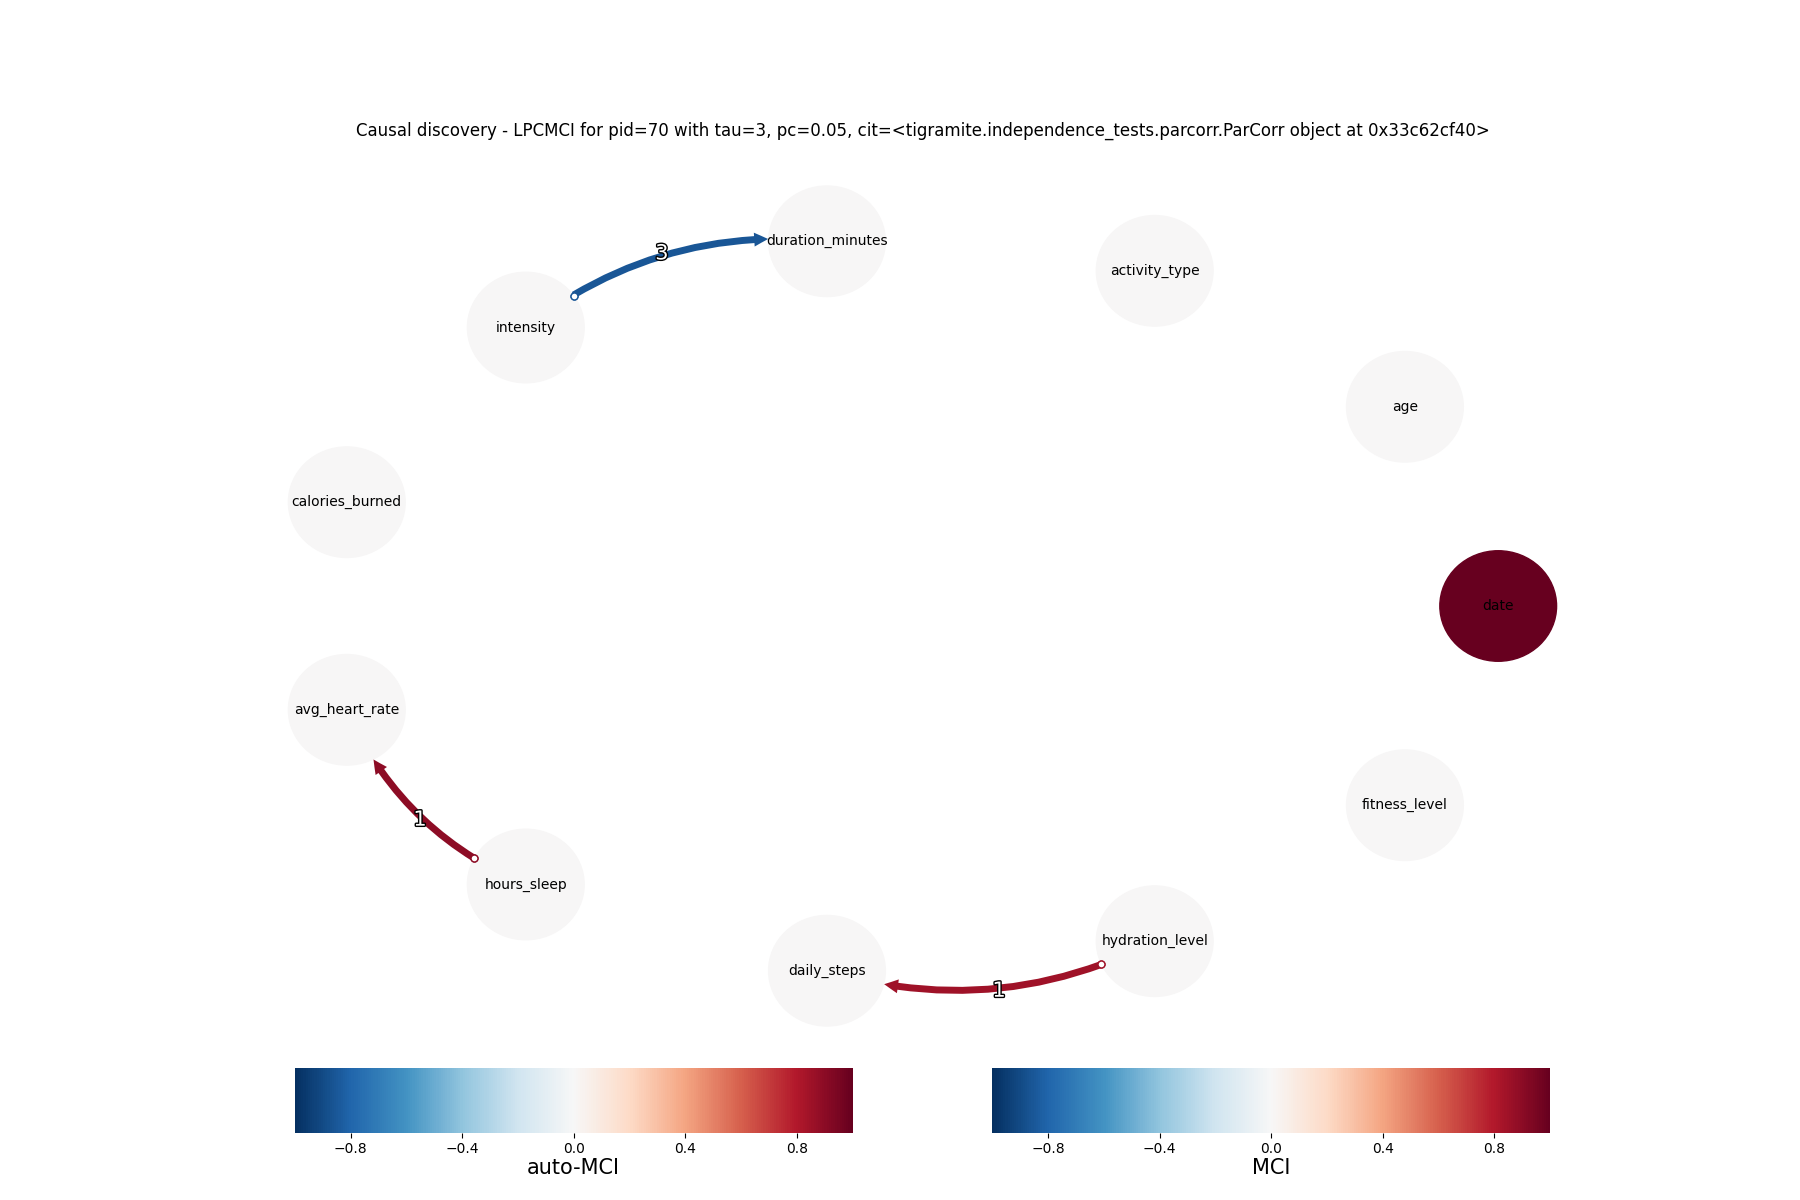 Causal discovery - LPCMCI for pid=70 with tau=3, pc=0.05, cit=<tigramite.independence_tests.parcorr.ParCorr object at 0x33c62cf40>
duration_minutes
3
activity_type
intensity
age
calories_burned
date
avg_heart_rate
fitness_level
1
hours_sleep
hydration_level
daily_steps
1
−0.8 −0.4 0.0 0.4 0.8
auto-MCI
−0.8 −0.4 0.0 0.4 0.8
MCI